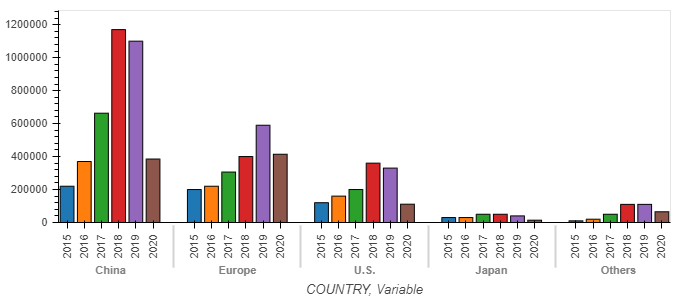 1200000
1000000
800000
600000
400000
200000
0
2015 2016 2017 2018 2019 2020 2015 2016 2017 2018 2019 2020 2015 2016 2017 2018 2019 2020 2015 2016 2017 2018 2019 2020 2015 2016 2017 2018 2019 2020
China Europe U.S. Japan Others
COUNTRY, Variable